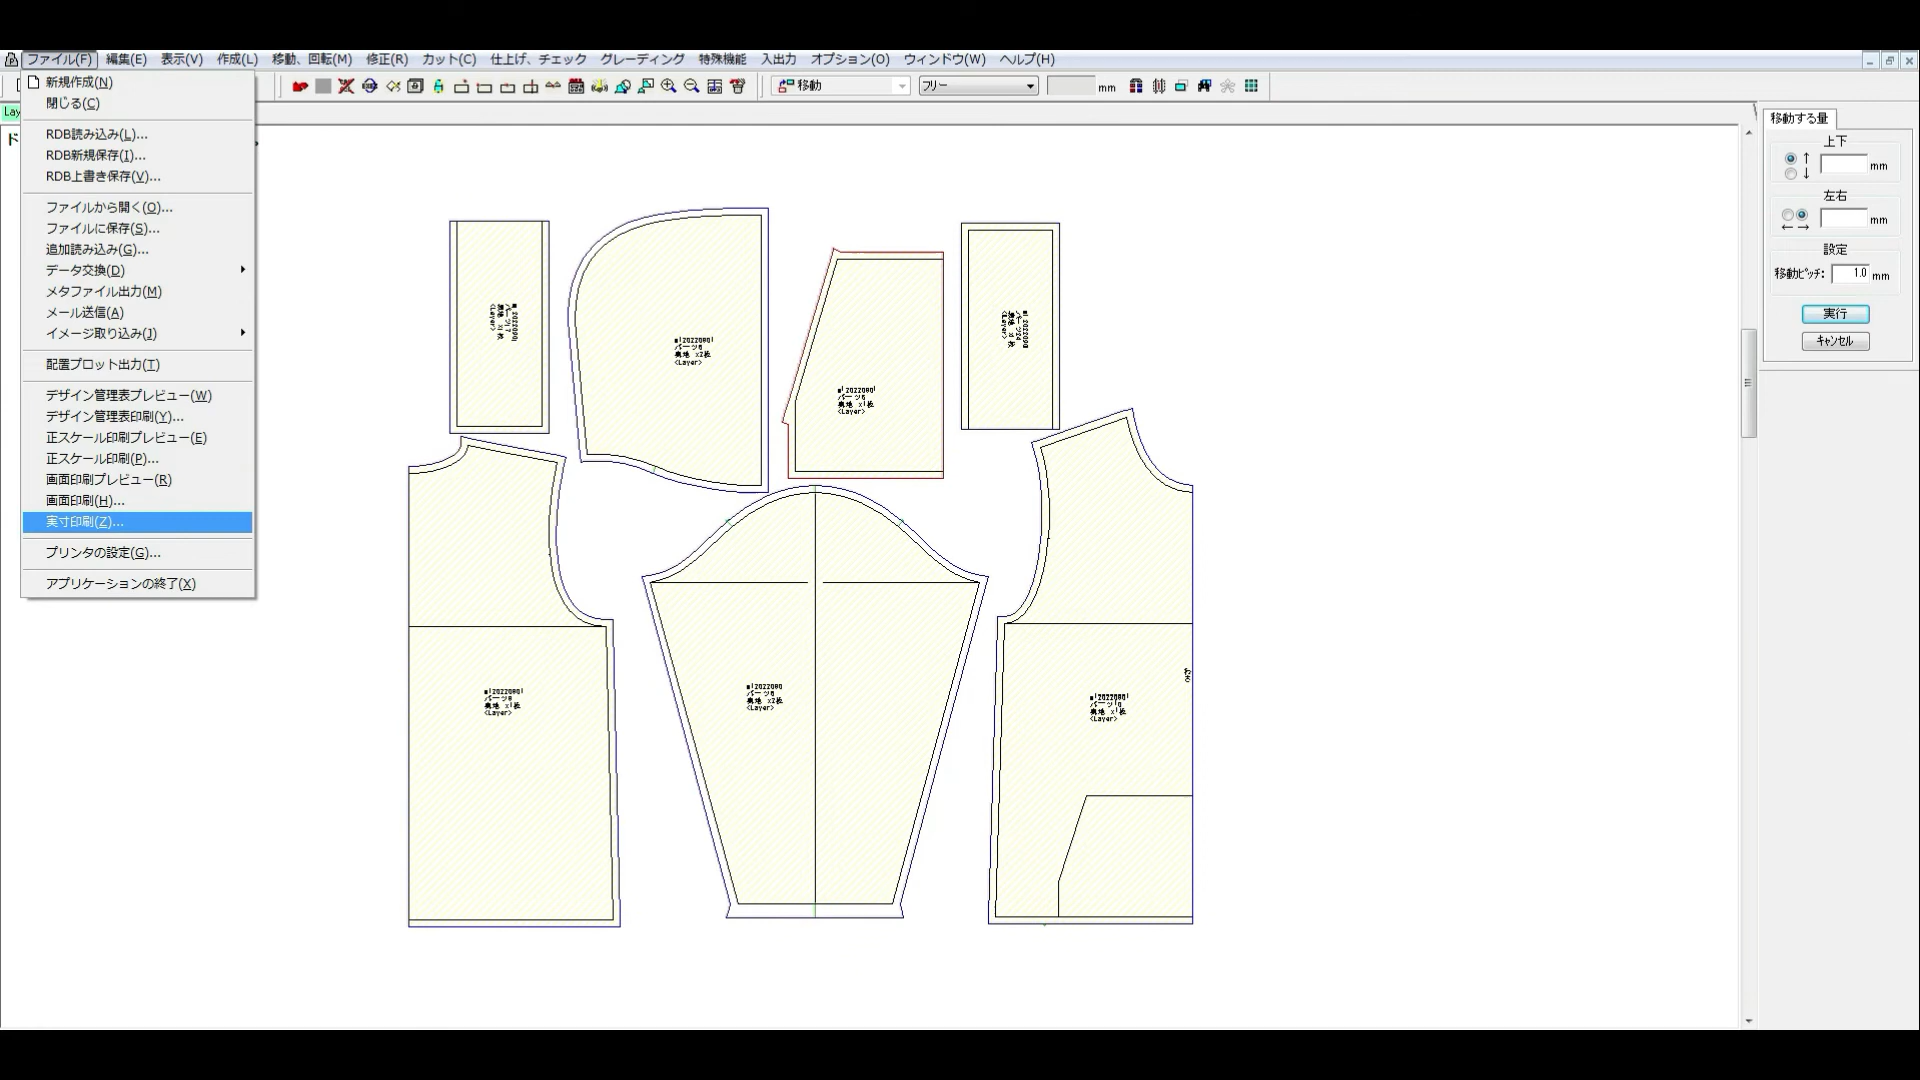 ファイル(F) 編集(E) 表示(V) 作成(L) 移動、回転(M) 修正(R) カット(C) 仕上げ、チェック グレーディング 特殊機能 入出力 オプション(O) ウィンドウ(W) ヘルプ(H)
移動 フリー mm
Lay
ド
新規作成(N)
閉じる(C)
RDB読み込み(L)...
RDB新規保存(I)...
RDB上書き保存(V)...
ファイルから開く(O)...
ファイルに保存(S)...
追加読み込み(G)...
データ交換(D)
メタファイル出力(M)
メール送信(A)
イメージ取り込み(J)
配置プロット出力(T)
デザイン管理表プレビュー(W)
デザイン管理表印刷(Y)...
正スケール印刷プレビュー(E)
正スケール印刷(P)...
画面印刷プレビュー(R)
画面印刷(H)...
実寸印刷(Z)...
プリンタの設定(G)...
アプリケーションの終了(X)
<Layer>
<Layer>
<Layer>
<Layer>
<Layer>
<Layer>
<Layer>
わさ
移動する量
上下
↑
↓
mm
左右
← →
mm
設定
移動ピッチ: 1.0 mm
実行
キャンセル